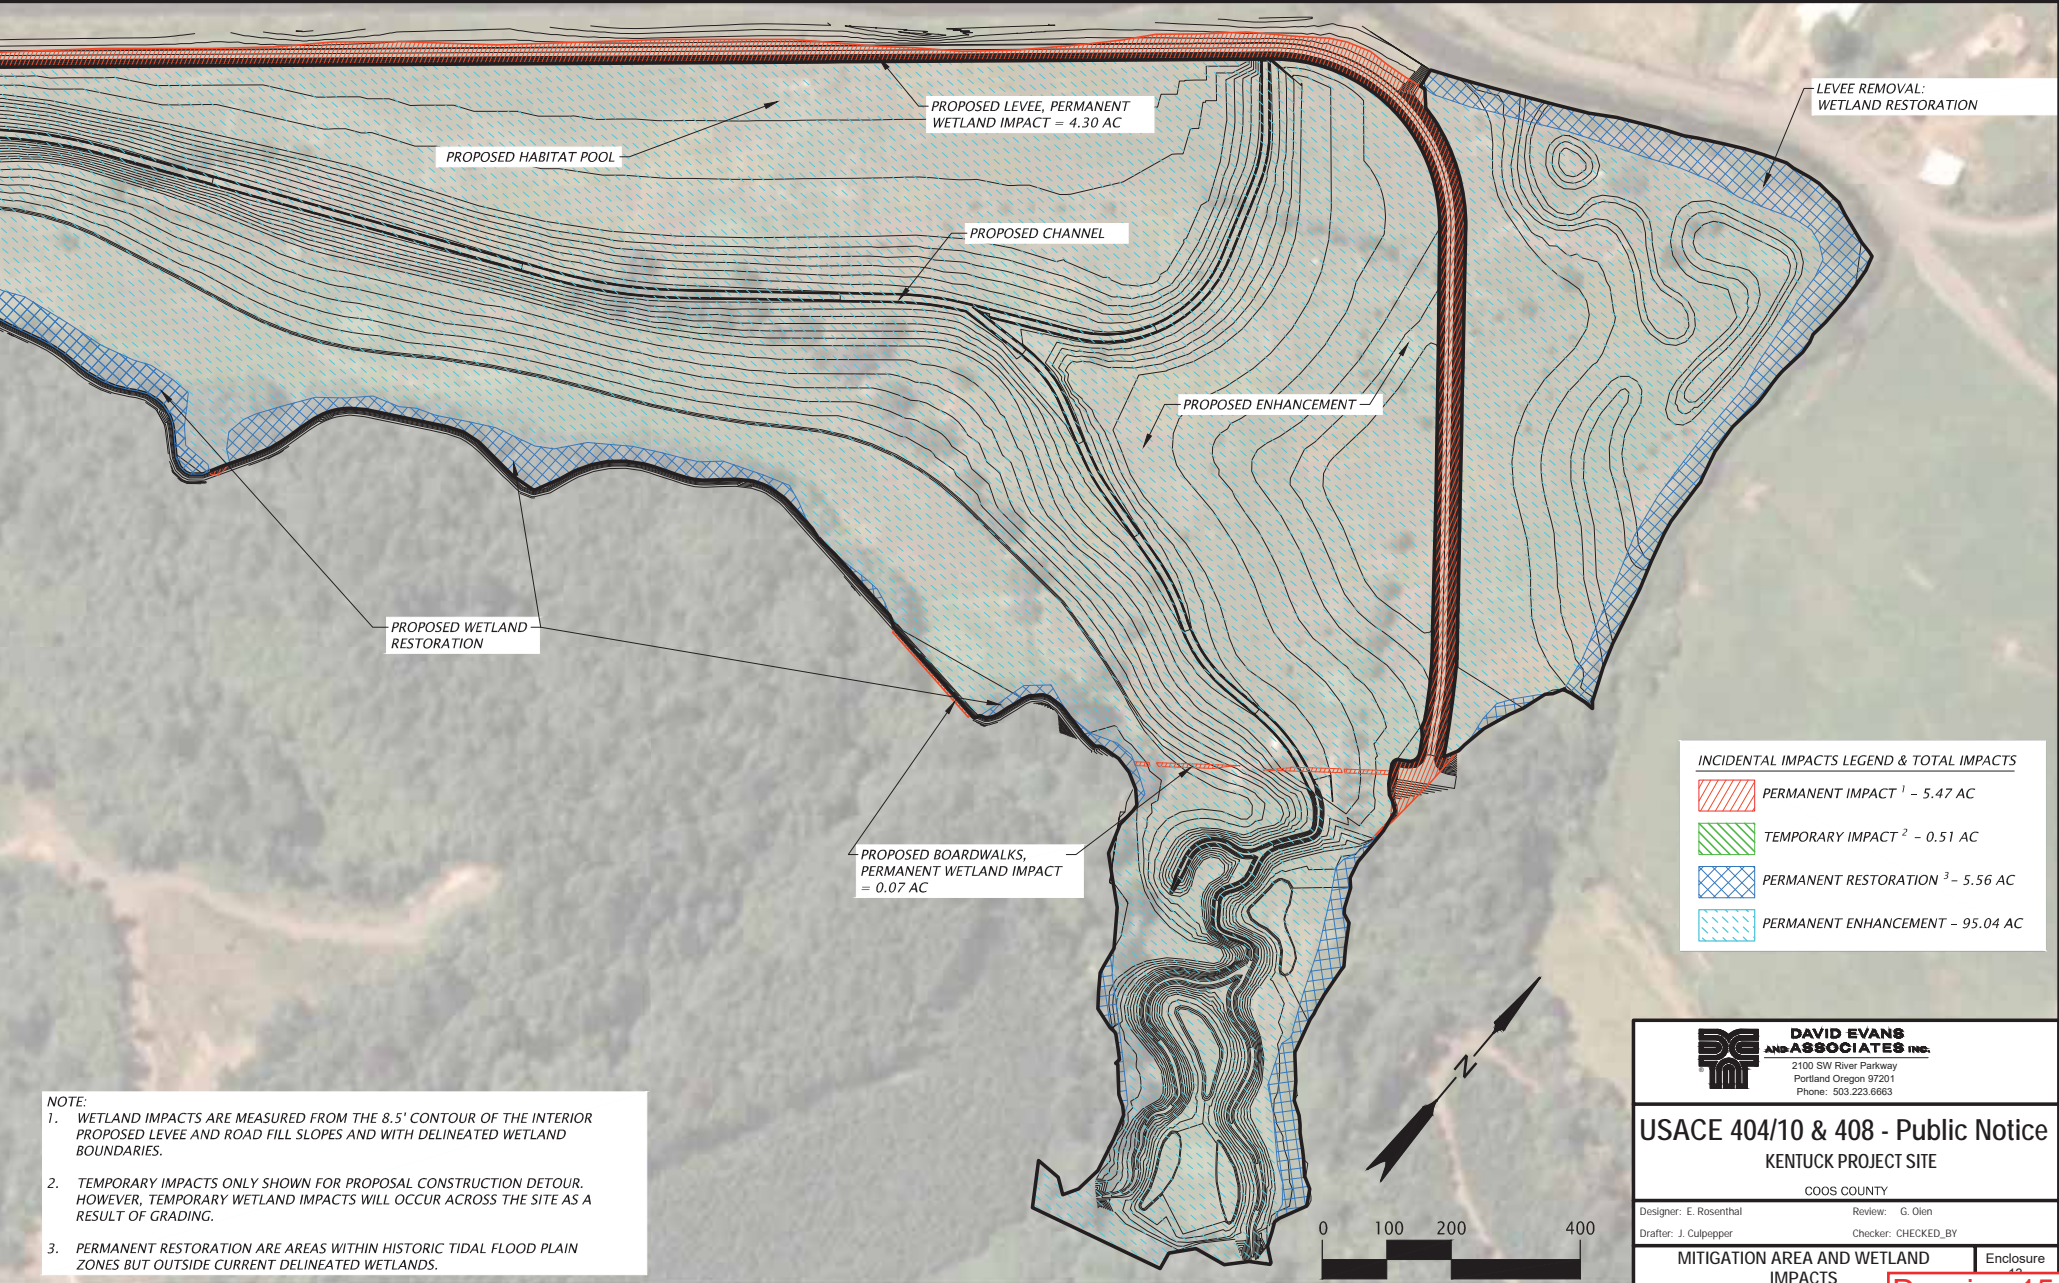 PROPOSED LEVEE, PERMANENT
WETLAND IMPACT = 4.30 AC
LEVEE REMOVAL:
WETLAND RESTORATION
PROPOSED HABITAT POOL
PROPOSED CHANNEL
PROPOSED ENHANCEMENT
PROPOSED WETLAND
RESTORATION
PROPOSED BOARDWALKS,
PERMANENT WETLAND IMPACT
= 0.07 AC
INCIDENTAL IMPACTS LEGEND & TOTAL IMPACTS
PERMANENT IMPACT 1 - 5.47 AC
TEMPORARY IMPACT 2 - 0.51 AC
PERMANENT RESTORATION 3 - 5.56 AC
PERMANENT ENHANCEMENT - 95.04 AC
N
0 100 200 400
NOTE:
1. WETLAND IMPACTS ARE MEASURED FROM THE 8.5' CONTOUR OF THE INTERIOR
PROPOSED LEVEE AND ROAD FILL SLOPES AND WITH DELINEATED WETLAND
BOUNDARIES.
2. TEMPORARY IMPACTS ONLY SHOWN FOR PROPOSAL CONSTRUCTION DETOUR.
HOWEVER, TEMPORARY WETLAND IMPACTS WILL OCCUR ACROSS THE SITE AS A
RESULT OF GRADING.
3. PERMANENT RESTORATION ARE AREAS WITHIN HISTORIC TIDAL FLOOD PLAIN
ZONES BUT OUTSIDE CURRENT DELINEATED WETLANDS.
DAVID EVANS
AND ASSOCIATES INC.
2100 SW River Parkway
Portland Oregon 97201
Phone: 503.223.6663
USACE 404/10 & 408 - Public Notice
KENTUCK PROJECT SITE
COOS COUNTY
Designer: E. Rosenthal Review: G. Olen
Drafter: J. Culpepper Checker: CHECKED_BY
MITIGATION AREA AND WETLAND
IMPACTS
Enclosure